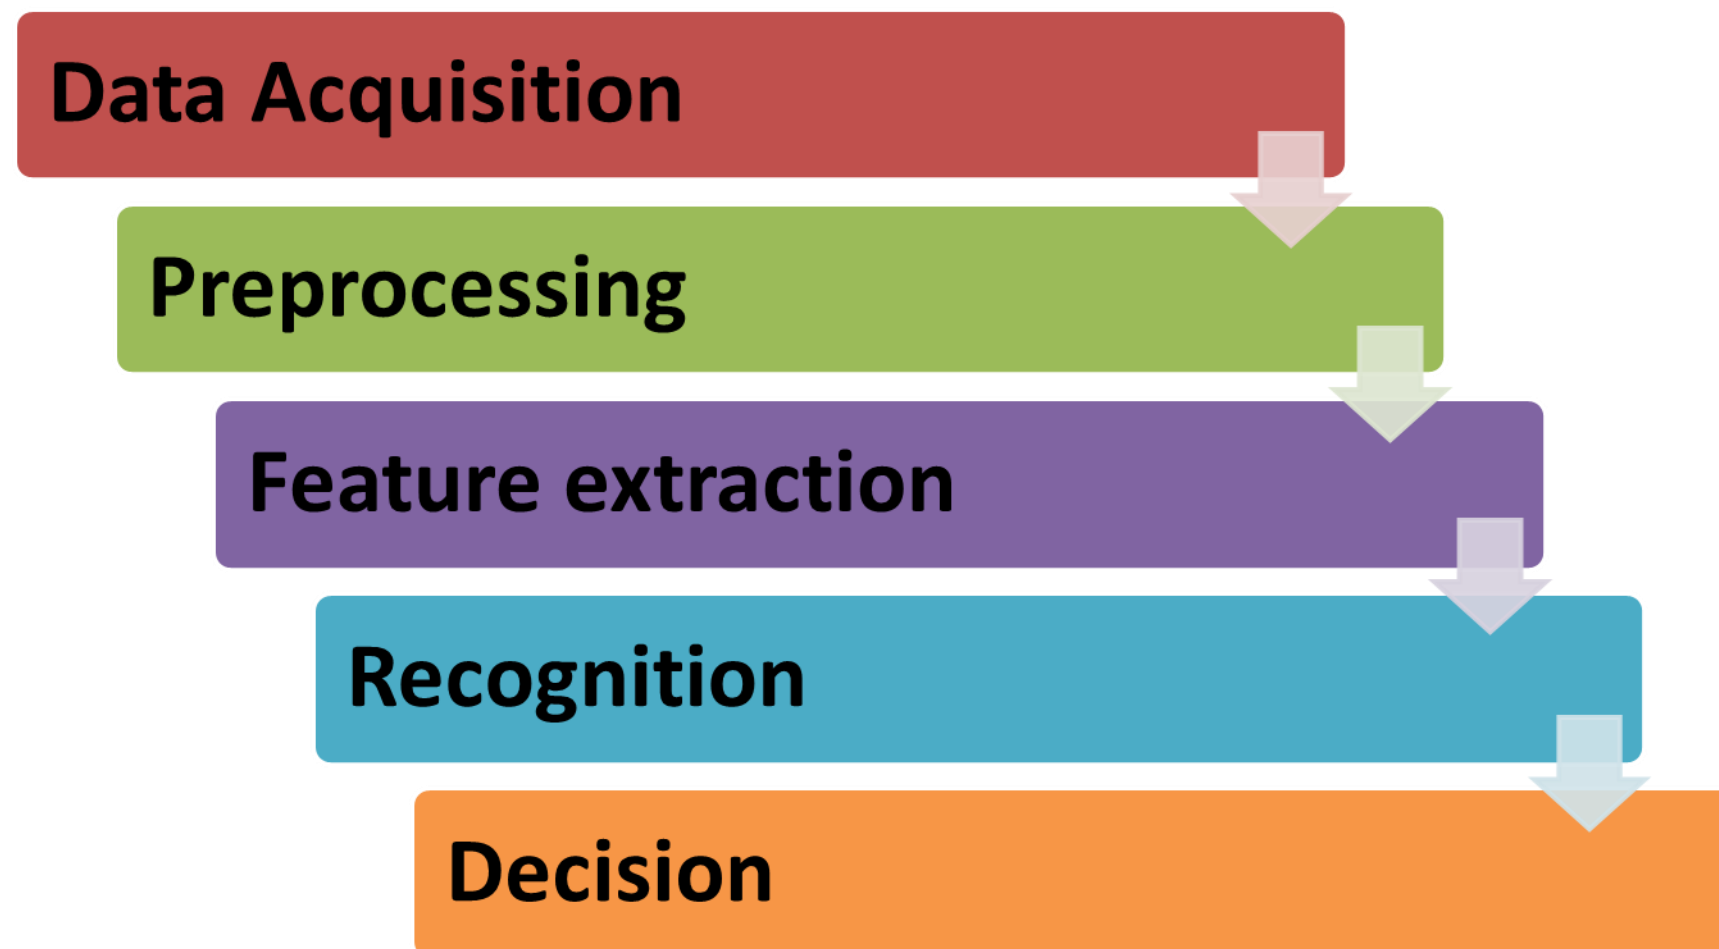 Data Acquisition
Preprocessing
Feature extraction
Recognition
Decision